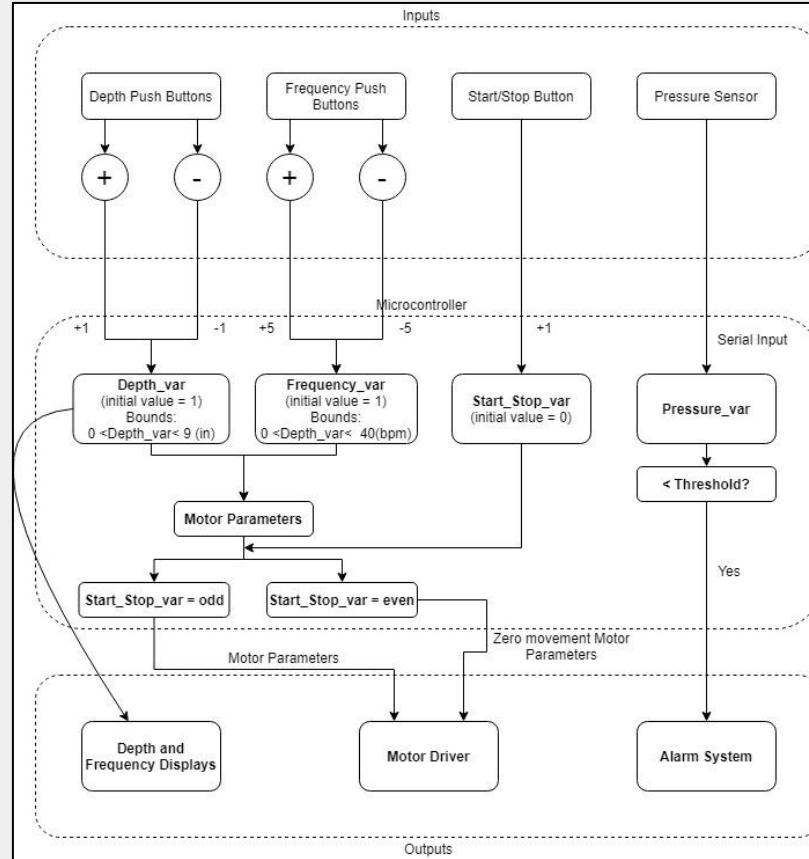 Inputs
Depth Push Buttons
Frequency Push
Buttons
Start/Stop Button
Pressure Sensor
+
-
+
-
Microcontroller
+1
-1
+5
-5
+1
Serial Input
Depth_var
(initial value = 1)
Bounds:
0 <Depth_var< 9 (in)
Frequency_var
(initial value = 1)
Bounds:
0 <Depth_var<  40(bpm)
Start_Stop_var
(initial value = 0)
Pressure_var
< Threshold?
Motor Parameters
Yes
Start_Stop_var = odd
Start_Stop_var = even
Motor Parameters
Zero movement Motor
Parameters
Depth and
Frequency Displays
Motor Driver
Alarm System
Outputs